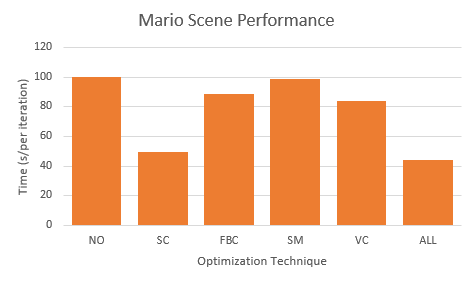 Mario Scene Performance
Time (s/per iteration)
120
100
80
60
40
20
0
NO SC FBC SM VC ALL
Optimization Technique